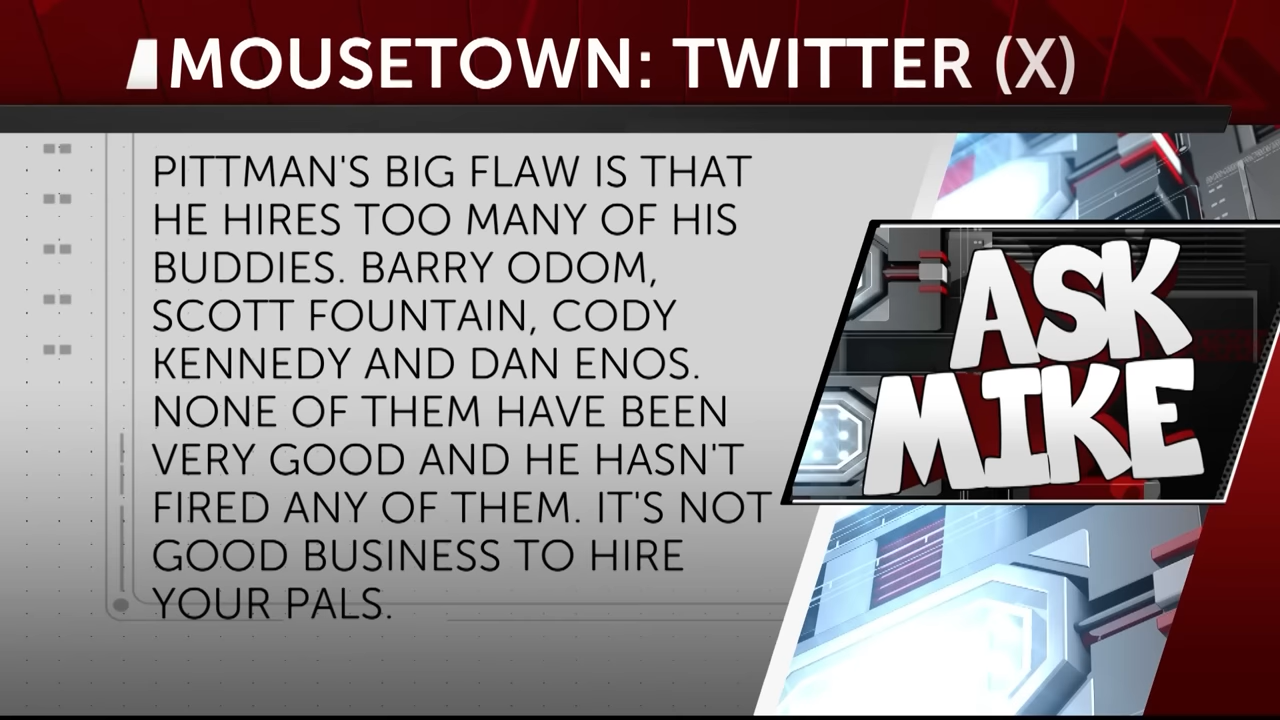 MOUSETOWN: TWITTER (X)
PITTMAN'S BIG FLAW IS THAT
HE HIRES TOO MANY OF HIS
BUDDIES. BARRY ODOM,
SCOTT FOUNTAIN, CODY
KENNEDY AND DAN ENOS.
NONE OF THEM HAVE BEEN
VERY GOOD AND HE HASN'T
FIRED ANY OF THEM. IT'S NOT
GOOD BUSINESS TO HIRE
YOUR PALS.
ASK
MIKE